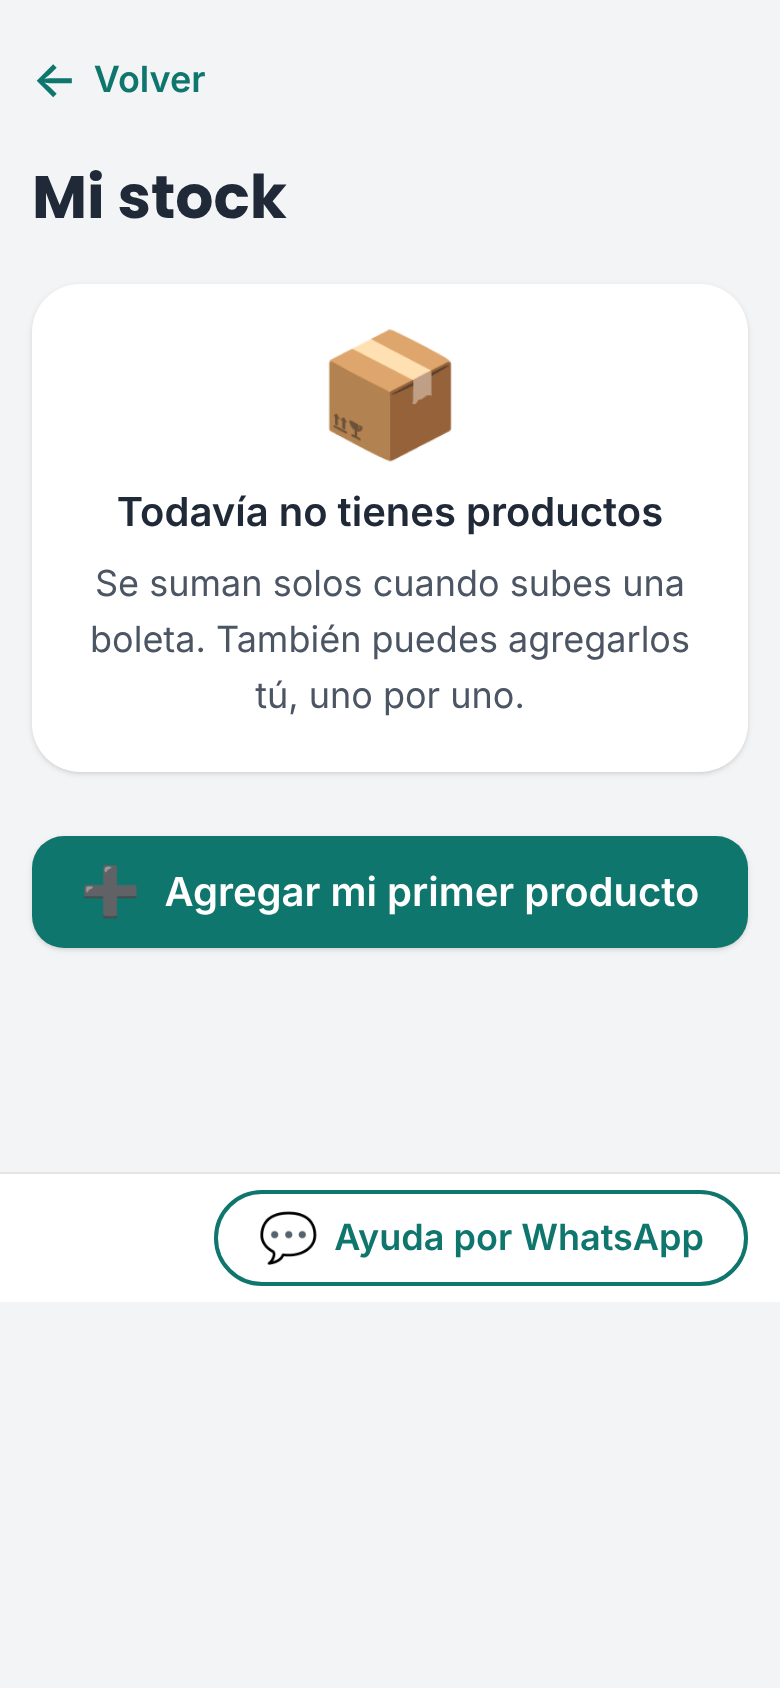 Volver
Mi stock
Todavía no tienes productos
Se suman solos cuando subes una
boleta. También puedes agregarlos
tú, uno por uno.
Agregar mi primer producto
Ayuda por WhatsApp